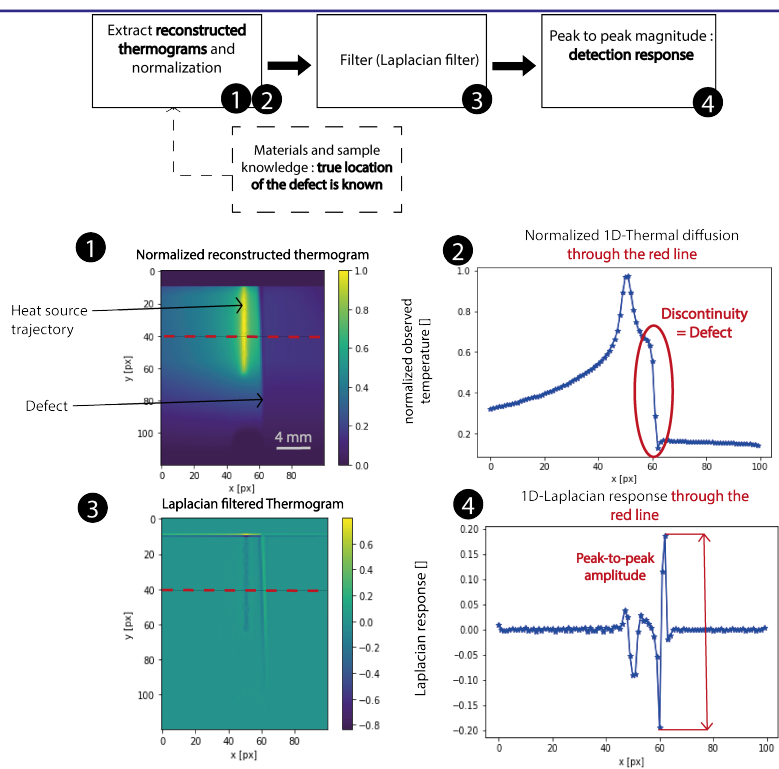 Extract reconstructed
thermograms and
normalization
1
2
Filter (Laplacian filter)
3
Peak to peak magnitude :
detection response
4
Materials and sample
knowledge : true location
of the defect is known
1
Normalized reconstructed thermogram
Heat source
trajectory
Defect
4 mm
0
20
40
60
80
100
y [px]
0 20 40 60 80
x [px]
1.0
0.8
0.6
0.4
0.2
0.0
2
Normalized 1D-Thermal diffusion
through the red line
Discontinuity
= Defect
normalized observed
temperature []
1.0
0.8
0.6
0.4
0.2
0 20 40 60 80 100
x [px]
3
Laplacian filtered Thermogram
0
20
40
60
80
100
y [px]
0 20 40 60 80
x [px]
0.6
0.4
0.2
0.0
−0.2
−0.4
−0.6
−0.8
4
1D-Laplacian response through the
red line
Peak-to-peak
amplitude
Laplacian response []
0.20
0.15
0.10
0.05
0.00
−0.05
−0.10
−0.15
−0.20
0 20 40 60 80 100
x [px]